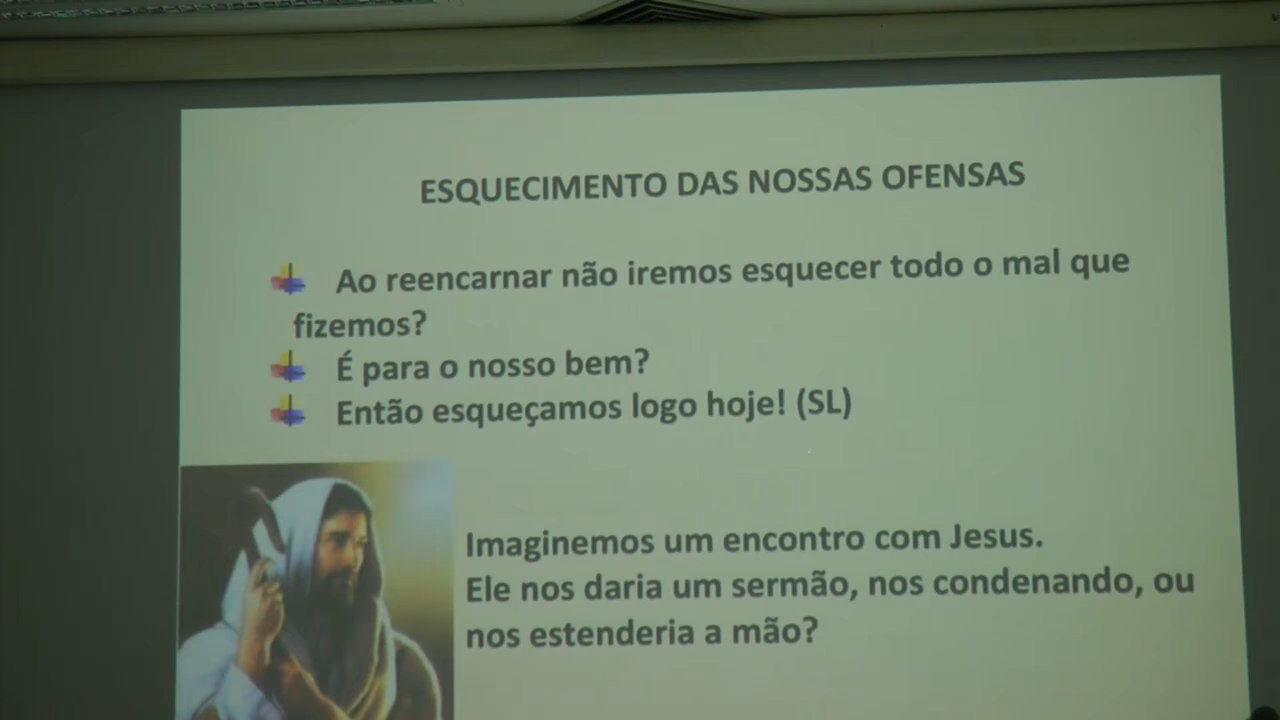 ESQUECIMENTO DAS NOSSAS OFENSAS
Ao reencarnar não iremos esquecer todo o mal que
fizemos?
É para o nosso bem?
Então esqueçamos logo hoje! (SL)
Imaginemos um encontro com Jesus.
Ele nos daria um sermão, nos condenando, ou
nos estenderia a mão?